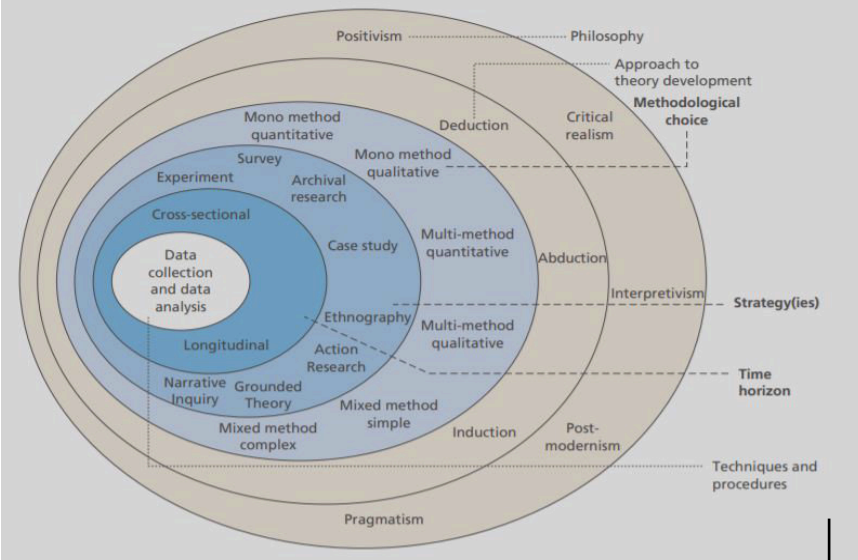 Positivism
Philosophy
Approach to
theory development
Methodological
choice
Mono method
quantitative
Deduction
Critical
realism
Mono method
qualitative
Survey
Experiment
Archival
research
Cross-sectional
Case study
Multi-method
quantitative
Data
collection
and data
analysis
Abduction
Interpretivism
Strategy(ies)
Ethnography
Multi-method
qualitative
Longitudinal
Action
Research
Time
horizon
Narrative
Inquiry
Grounded
Theory
Mixed method
simple
Mixed method
complex
Induction
Post-
modernism
Techniques and
procedures
Pragmatism